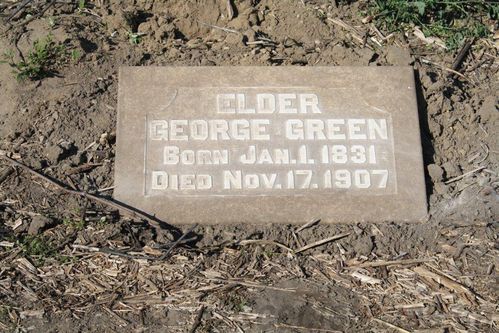 ELDER
GEORGE GREEN
BORN JAN. 1. 1831
DIED NOV. 17. 1907